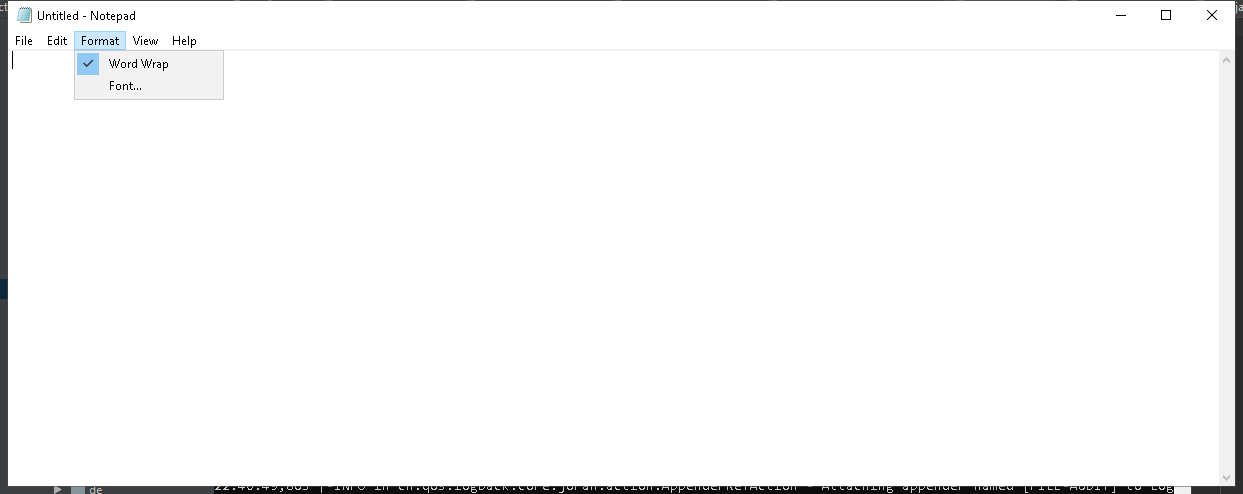 Untitled - Notepad
File Edit Format View Help
Word Wrap
Font...
de
22:40:49,865 |-INFO in ch.qos.logback.core.joran.action.AppenderRefAction - Attaching appender named [FILE-AUDIT] to Log